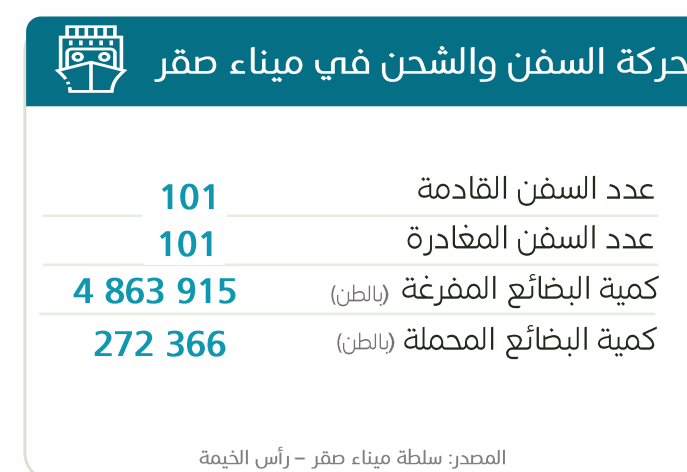 حركة السفن والشحن في ميناء صقر
عدد السفن القادمة 101
عدد السفن المغادرة 101
كمية البضائع المفرغة (بالطن) 4 863 915
كمية البضائع المحملة (بالطن) 272 366
المصدر: سلطة ميناء صقر – رأس الخيمة